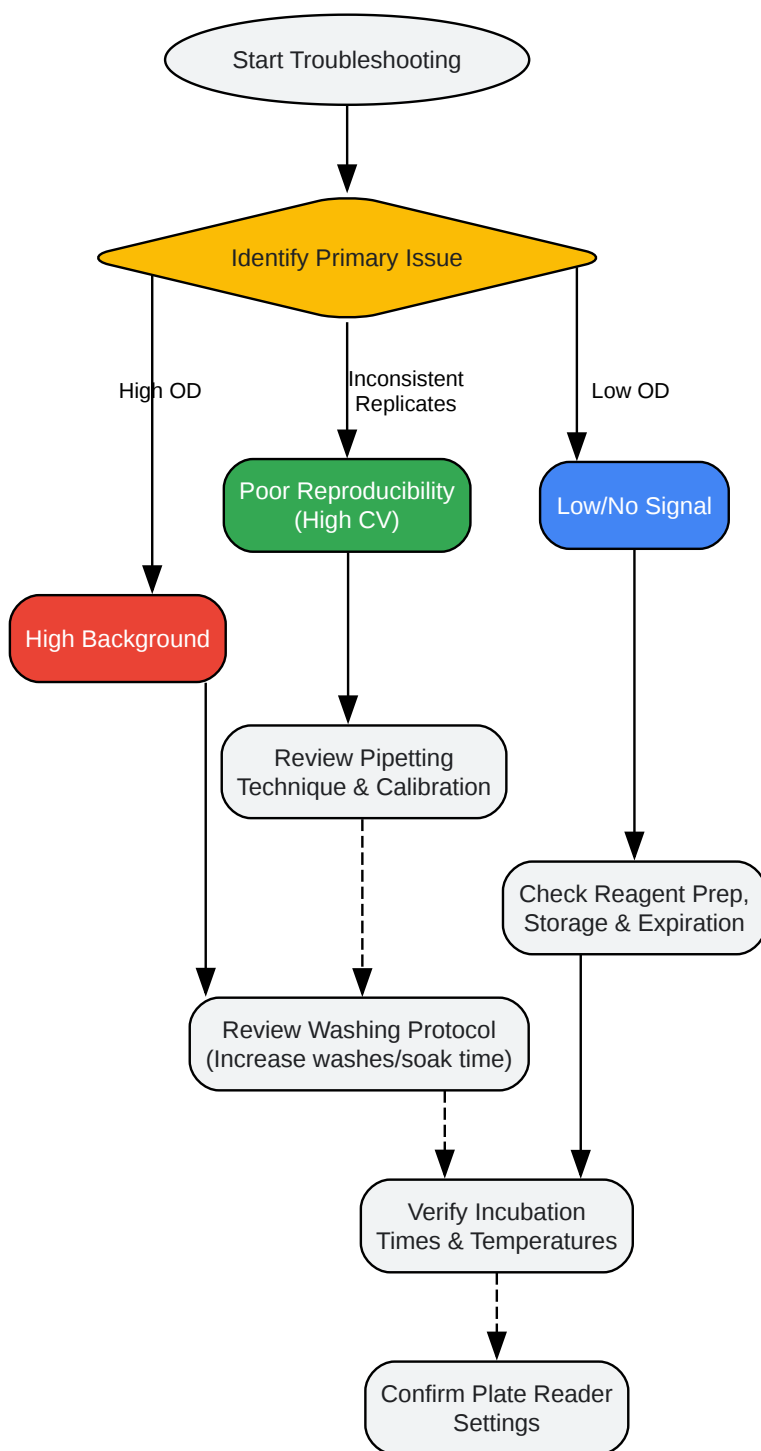 Start Troubleshooting
Identify Primary Issue
High OD
Inconsistent
Replicates
Low OD
Poor Reproducibility
(High CV)
Low/No Signal
High Background
Review Pipetting
Technique & Calibration
Check Reagent Prep,
Storage & Expiration
Review Washing Protocol
(Increase washes/soak time)
Verify Incubation
Times & Temperatures
Confirm Plate Reader
Settings